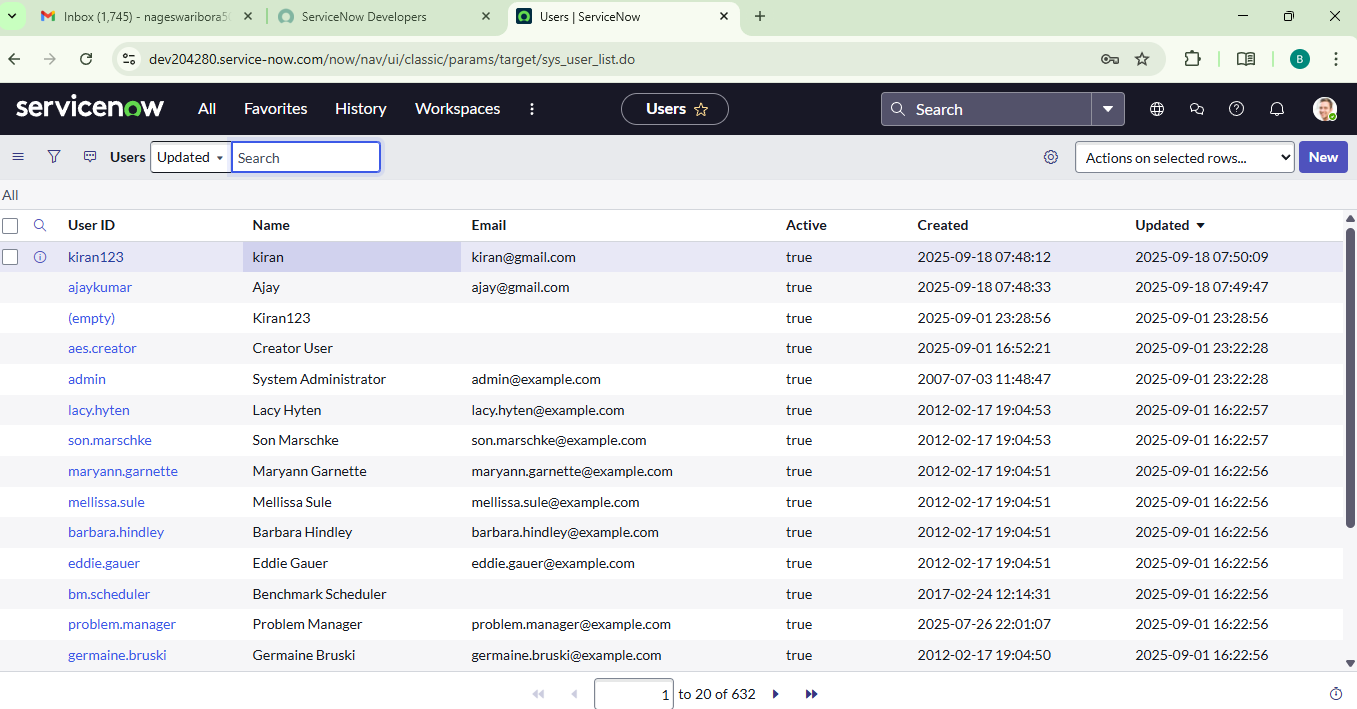 Inbox (1,745) - nageswaribora50
ServiceNow Developers
Users | ServiceNow
dev204280.service-now.com/now/nav/ui/classic/params/target/sys_user_list.do
B
servicenow All Favorites History Workspaces Users Search
Users Updated Search Actions on selected rows... New
All
User ID Name Email Active Created Updated
kiran123 kiran kiran@gmail.com true 2025-09-18 07:48:12 2025-09-18 07:50:09
ajaykumar Ajay ajay@gmail.com true 2025-09-18 07:48:33 2025-09-18 07:49:47
(empty) Kiran123 true 2025-09-01 23:28:56 2025-09-01 23:28:56
aes.creator Creator User true 2025-09-01 16:52:21 2025-09-01 23:22:28
admin System Administrator admin@example.com true 2007-07-03 11:48:47 2025-09-01 23:22:28
lacy.hyten Lacy Hyten lacy.hyten@example.com true 2012-02-17 19:04:53 2025-09-01 16:22:57
son.marschke Son Marschke son.marschke@example.com true 2012-02-17 19:04:53 2025-09-01 16:22:57
maryann.garnette Maryann Garnette maryann.garnette@example.com true 2012-02-17 19:04:51 2025-09-01 16:22:56
mellissa.sule Mellissa Sule mellissa.sule@example.com true 2012-02-17 19:04:51 2025-09-01 16:22:56
barbara.hindley Barbara Hindley barbara.hindley@example.com true 2012-02-17 19:04:51 2025-09-01 16:22:56
eddie.gauer Eddie Gauer eddie.gauer@example.com true 2012-02-17 19:04:51 2025-09-01 16:22:56
bm.scheduler Benchmark Scheduler true 2017-02-24 12:14:31 2025-09-01 16:22:56
problem.manager Problem Manager problem.manager@example.com true 2025-07-26 22:01:07 2025-09-01 16:22:56
germaine.bruski Germaine Bruski germaine.bruski@example.com true 2012-02-17 19:04:50 2025-09-01 16:22:56
1 to 20 of 632